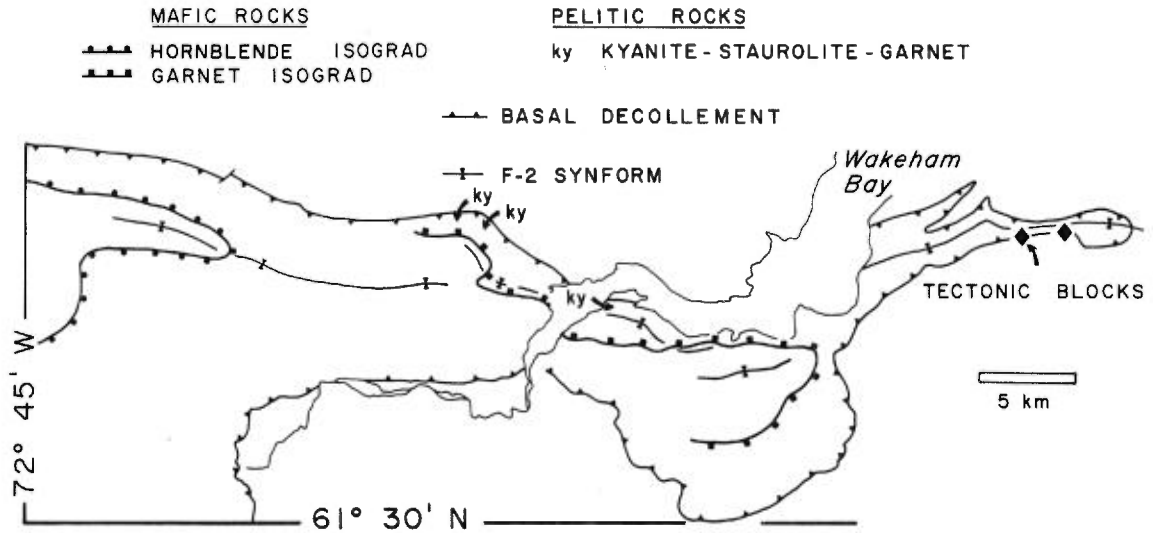 MAFIC ROCKS
HORNBLENDE ISOGRAD
GARNET ISOGRAD
PELITIC ROCKS
ky KYANITE-STAUROLITE-GARNET
BASAL DECOLLEMENT
F-2 SYNFORM
ky
ky
ky
Wakeham
Bay
TECTONIC BLOCKS
5 km
72° 45' W
61° 30' N